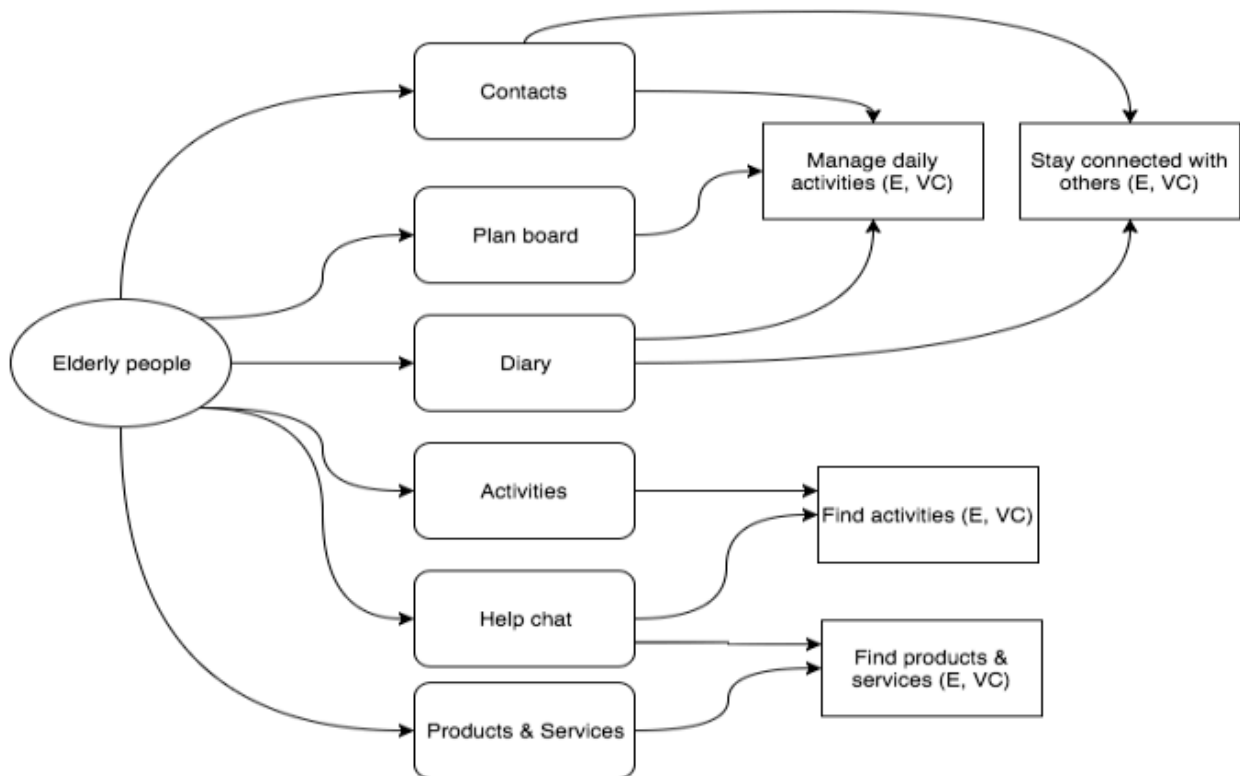 Contacts
Manage daily
activities (E, VC)
Stay connected with
others (E, VC)
Plan board
Elderly people
Diary
Activities
Find activities (E, VC)
Help chat
Find products &
services (E, VC)
Products & Services